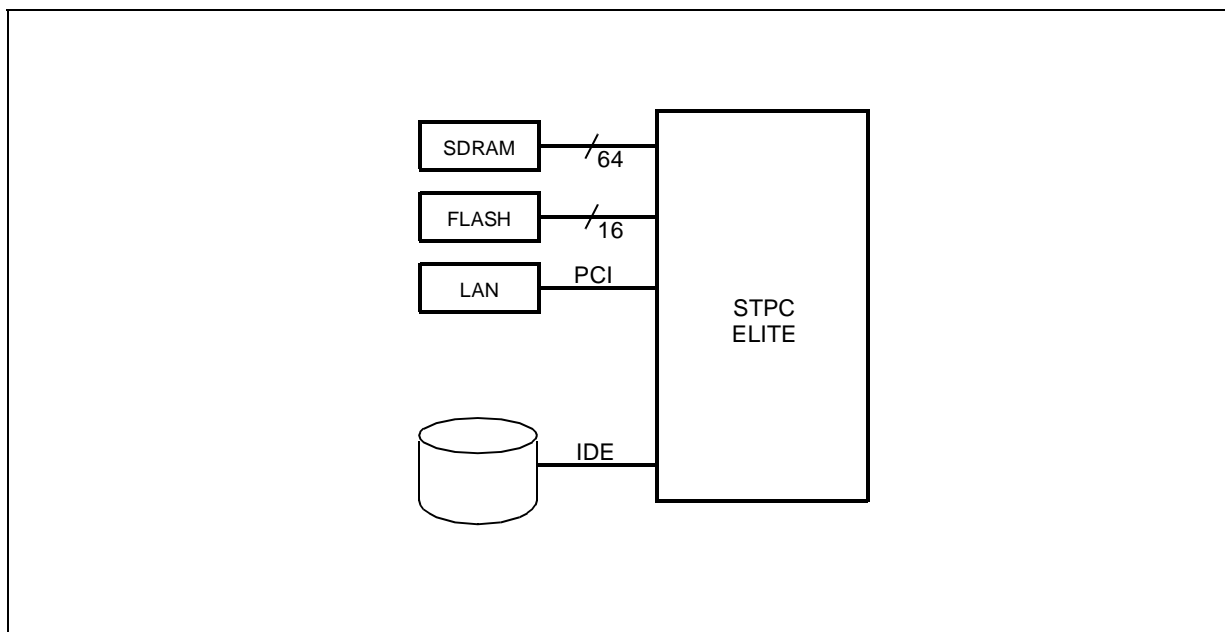 SDRAM
64
FLASH
16
LAN
PCI
STPC
ELITE
IDE